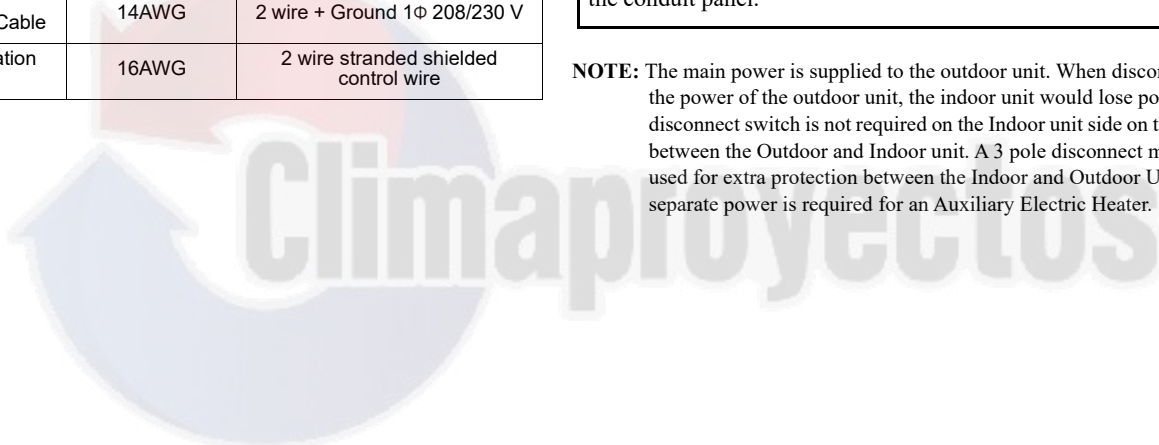 Cable
14AWG
2 wire + Ground 1Φ 208/230 V
16AWG
2 wire stranded shielded
control wire
the conduit panel.
NOTE: The main power is supplied to the outdoor unit. When
the power of the outdoor unit, the indoor unit would lose
disconnect switch is not required on the Indoor unit side on
between the Outdoor and Indoor unit. A 3 pole disconnect
used for extra protection between the Indoor and Outdoor
separate power is required for an Auxiliary Electric Heater.
Climaproyectos